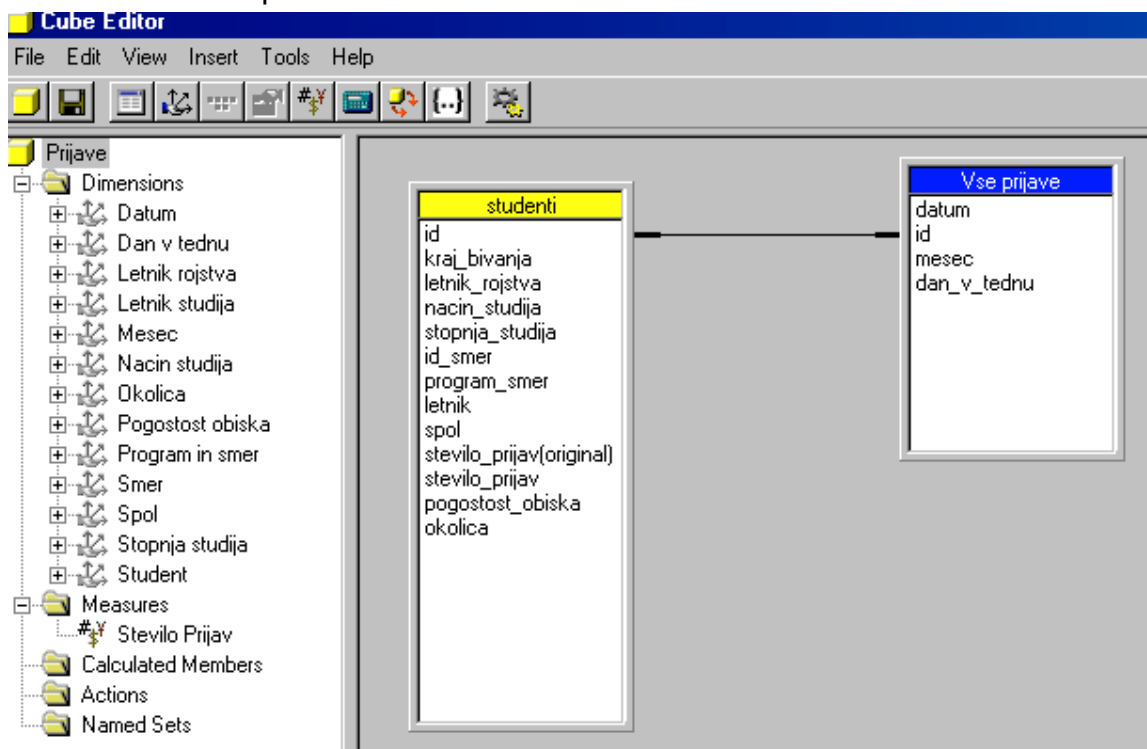 Cube Editor
File Edit View Insert Tools Help
Prijave
Dimensions
Datum
Dan v tednu
Letnik rojstva
Letnik studija
Mesec
Nacin studija
Okolica
Pogostost obiska
Program in smer
Smer
Spol
Stopnja studija
Student
Measures
Stevilo Prijav
Calculated Members
Actions
Named Sets
studenti
id
kraj_bivanja
letnik_rojstva
nacin_studija
stopnja_studija
id_smer
program_smer
letnik
spol
stevilo_prijav(original)
stevilo_prijav
pogostost_obiska
okolica
Vse prijave
datum
id
mesec
dan_v_tednu